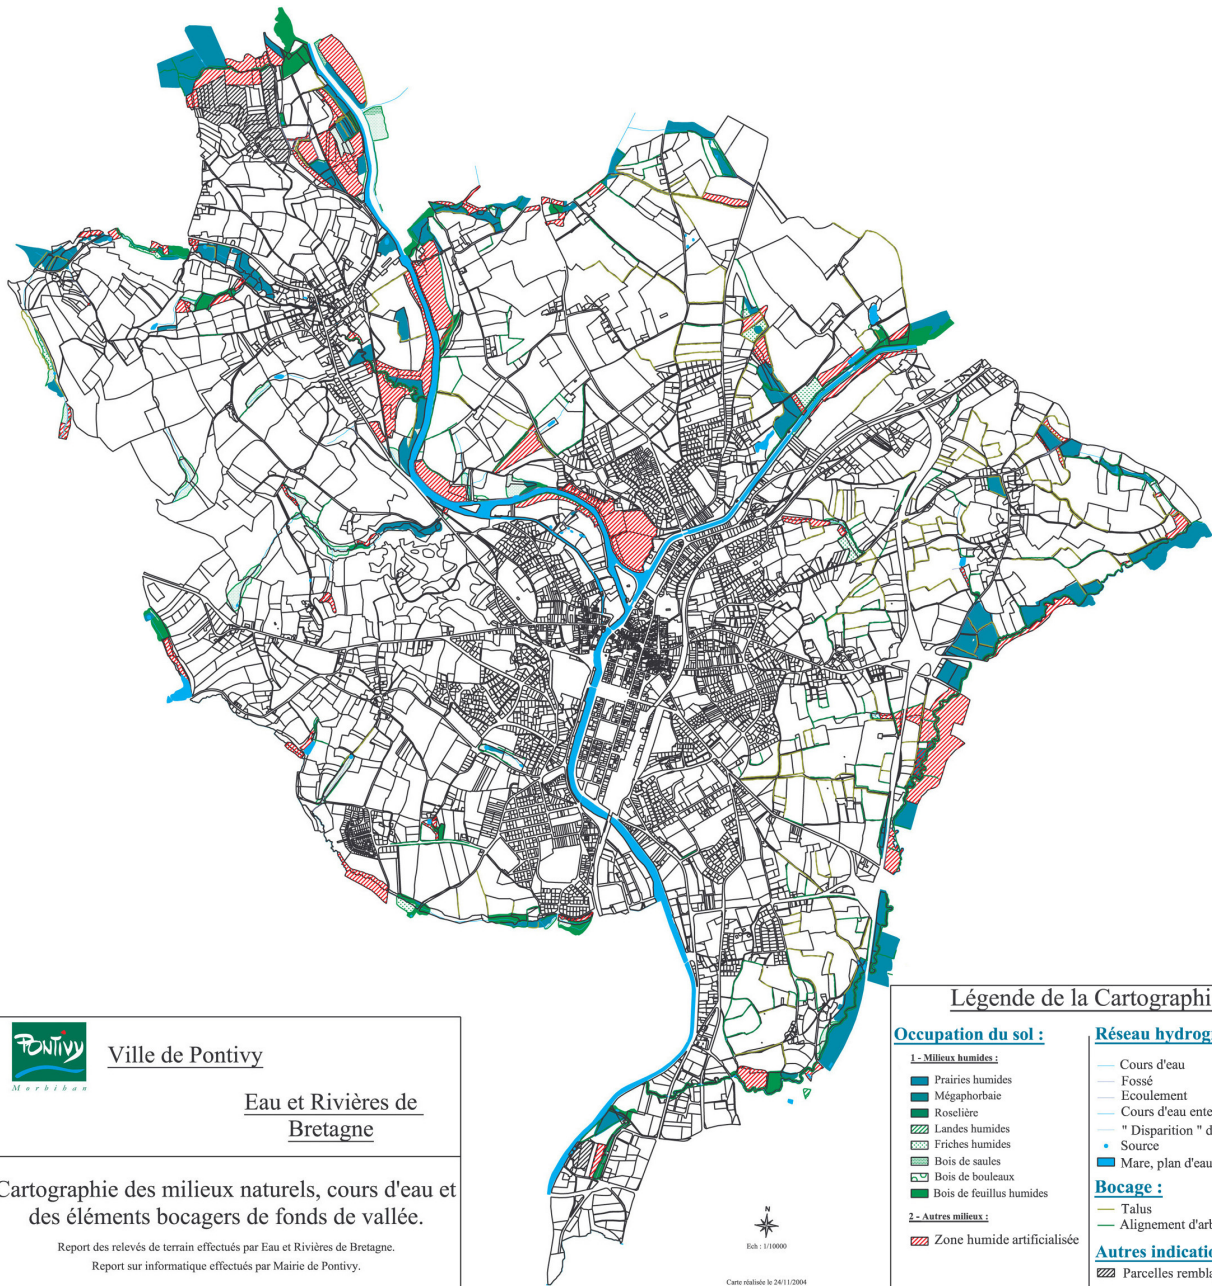 PONTIVY
Morbihan
Ville de Pontivy
Eau et Rivières de
Bretagne
Cartographie des milieux naturels, cours d'eau et
des éléments bocagers de fonds de vallée.
Report des relevés de terrain effectués par Eau et Rivières de Bretagne.
Report sur informatique effectués par Mairie de Pontivy.
N
Ech : 1/10000
Carte réalisée le 24/11/2004
Légende de la Cartographi
Occupation du sol :
1 - Milieux humides :
Prairies humides
Mégaphorbaie
Roselière
Landes humides
Friches humides
Bois de saules
Bois de bouleaux
Bois de feuillus humides
2 - Autres milieux :
Zone humide artificialisée
Réseau hydrog
Cours d'eau
Fossé
Ecoulement
Cours d'eau ente
" Disparition " d
Source
Mare, plan d'eau
Bocage :
Talus
Alignement d'arb
Autres indicatio
Parcelles rembla